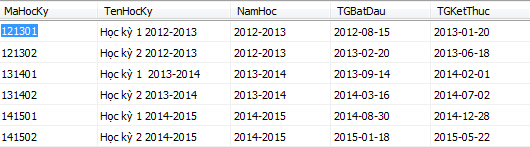 MaHocKy TenHocKy NamHoc TGBatDau TGKetThuc
121301 Học kỳ 1 2012-2013 2012-2013 2012-08-15 2013-01-20
121302 Học kỳ 2 2012-2013 2012-2013 2013-02-20 2013-06-18
131401 Học kỳ 1  2013-2014 2013-2014 2013-09-14 2014-02-01
131402 Học kỳ 2 2013-2014 2013-2014 2014-03-16 2014-07-02
141501 Học kỳ 1 2014-2015 2014-2015 2014-08-30 2014-12-28
141502 Học kỳ 2 2014-2015 2014-2015 2015-01-18 2015-05-22